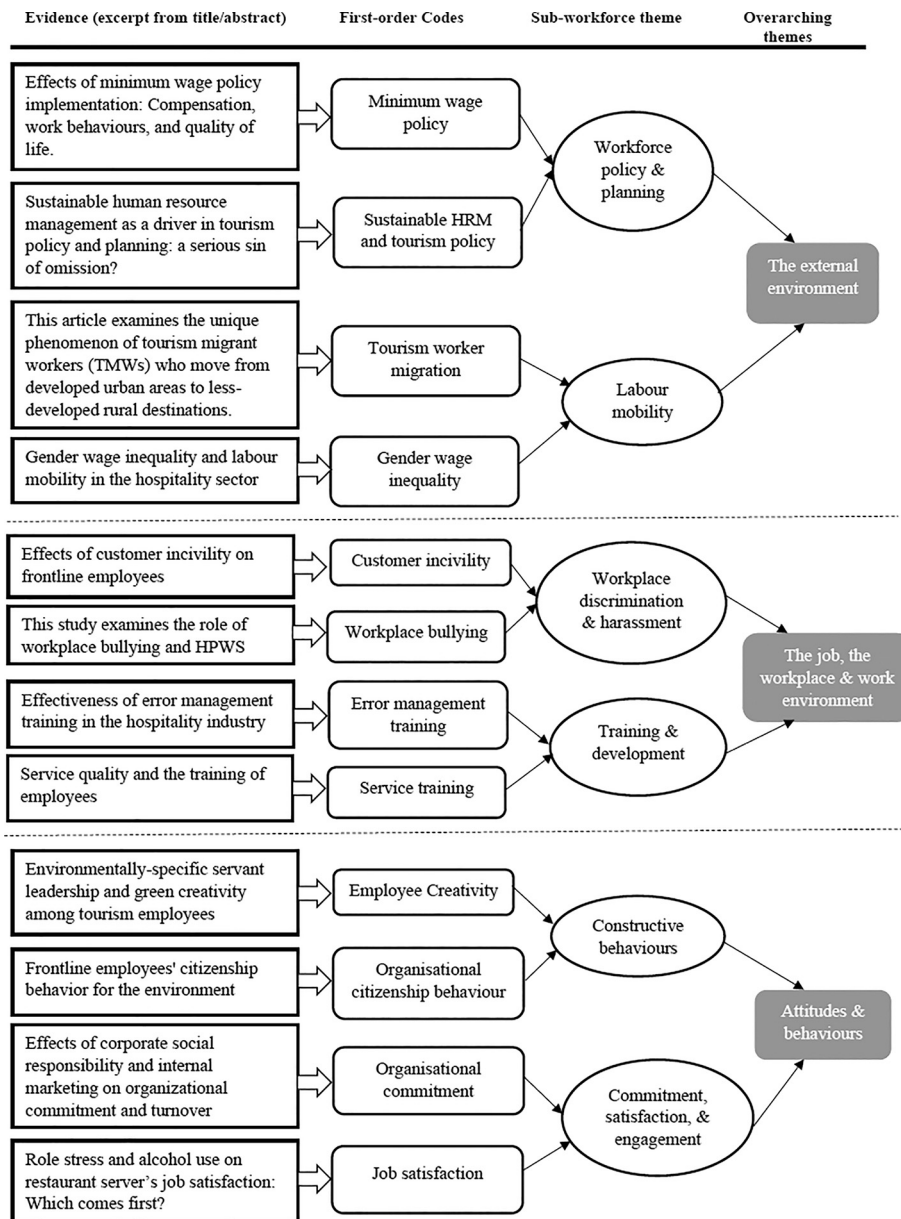 Evidence (excerpt from title/abstract)
First-order Codes
Sub-workforce theme
Overarching
themes
Effects of minimum wage policy
implementation: Compensation,
work behaviours, and quality of
life.
Minimum wage
policy
Workforce
policy &
planning
Sustainable human resource
management as a driver in tourism
policy and planning: a serious sin
of omission?
Sustainable HRM
and tourism policy
The external
environment
This article examines the unique
phenomenon of tourism migrant
workers (TMWs) who move from
developed urban areas to less-
developed rural destinations.
Tourism worker
migration
Labour
mobility
Gender wage inequality and labour
mobility in the hospitality sector
Gender wage
inequality
Effects of customer incivility on
frontline employees
Customer incivility
Workplace
discrimination
& harassment
This study examines the role of
workplace bullying and HPWS
Workplace bullying
The job, the
workplace & work
environment
Effectiveness of error management
training in the hospitality industry
Error management
training
Training &
development
Service quality and the training of
employees
Service training
Environmentally-specific servant
leadership and green creativity
among tourism employees
Employee Creativity
Constructive
behaviours
Frontline employees' citizenship
behavior for the environment
Organisational
citizenship behaviour
Attitudes &
behaviours
Effects of corporate social
responsibility and internal
marketing on organizational
commitment and turnover
Organisational
commitment
Commitment,
satisfaction, &
engagement
Role stress and alcohol use on
restaurant server’s job satisfaction:
Which comes first?
Job satisfaction